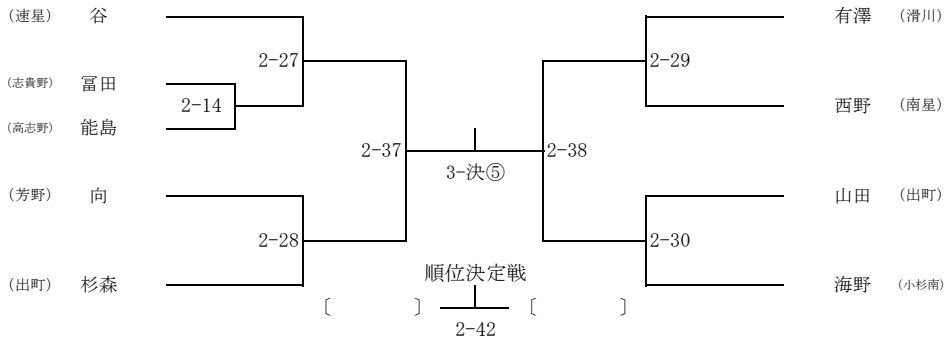 （速星） 谷
2-27
（志貴野） 冨田
2-14
（高志野） 能島
2-37
（芳野） 向
2-28
（出町） 杉森
3-決⑤
有澤 （滑川）
2-29
西野 （南星）
2-38
山田 （出町）
2-30
海野 （小杉南）
順位決定戦
〔 〕 〔 〕
2-42